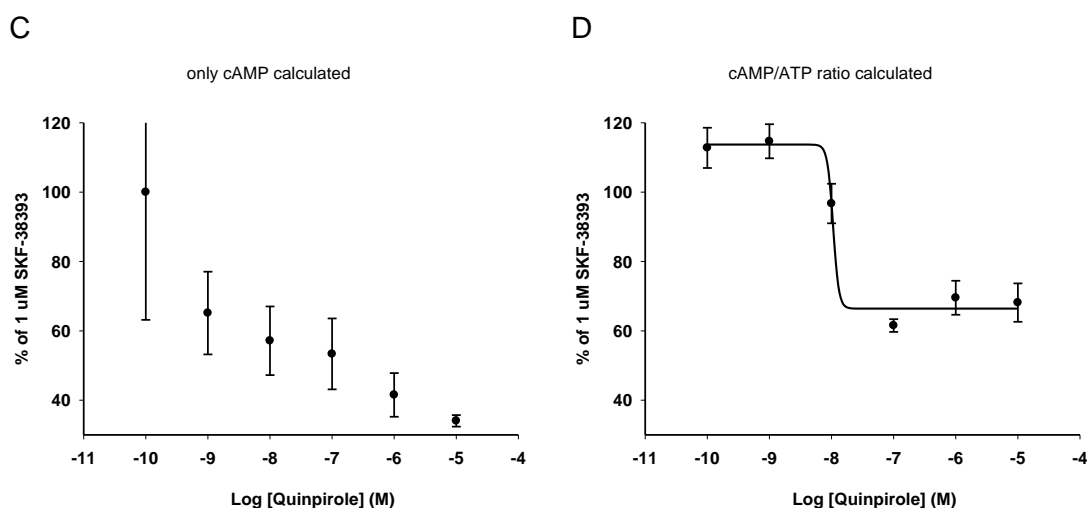 C
only cAMP calculated
120
100
80
60
40
-11 -10 -9 -8 -7 -6 -5 -4
% of 1 uM SKF-38393
Log [Quinpirole] (M)
D
cAMP/ATP ratio calculated
120
100
80
60
40
-11 -10 -9 -8 -7 -6 -5 -4
% of 1 uM SKF-38393
Log [Quinpirole] (M)